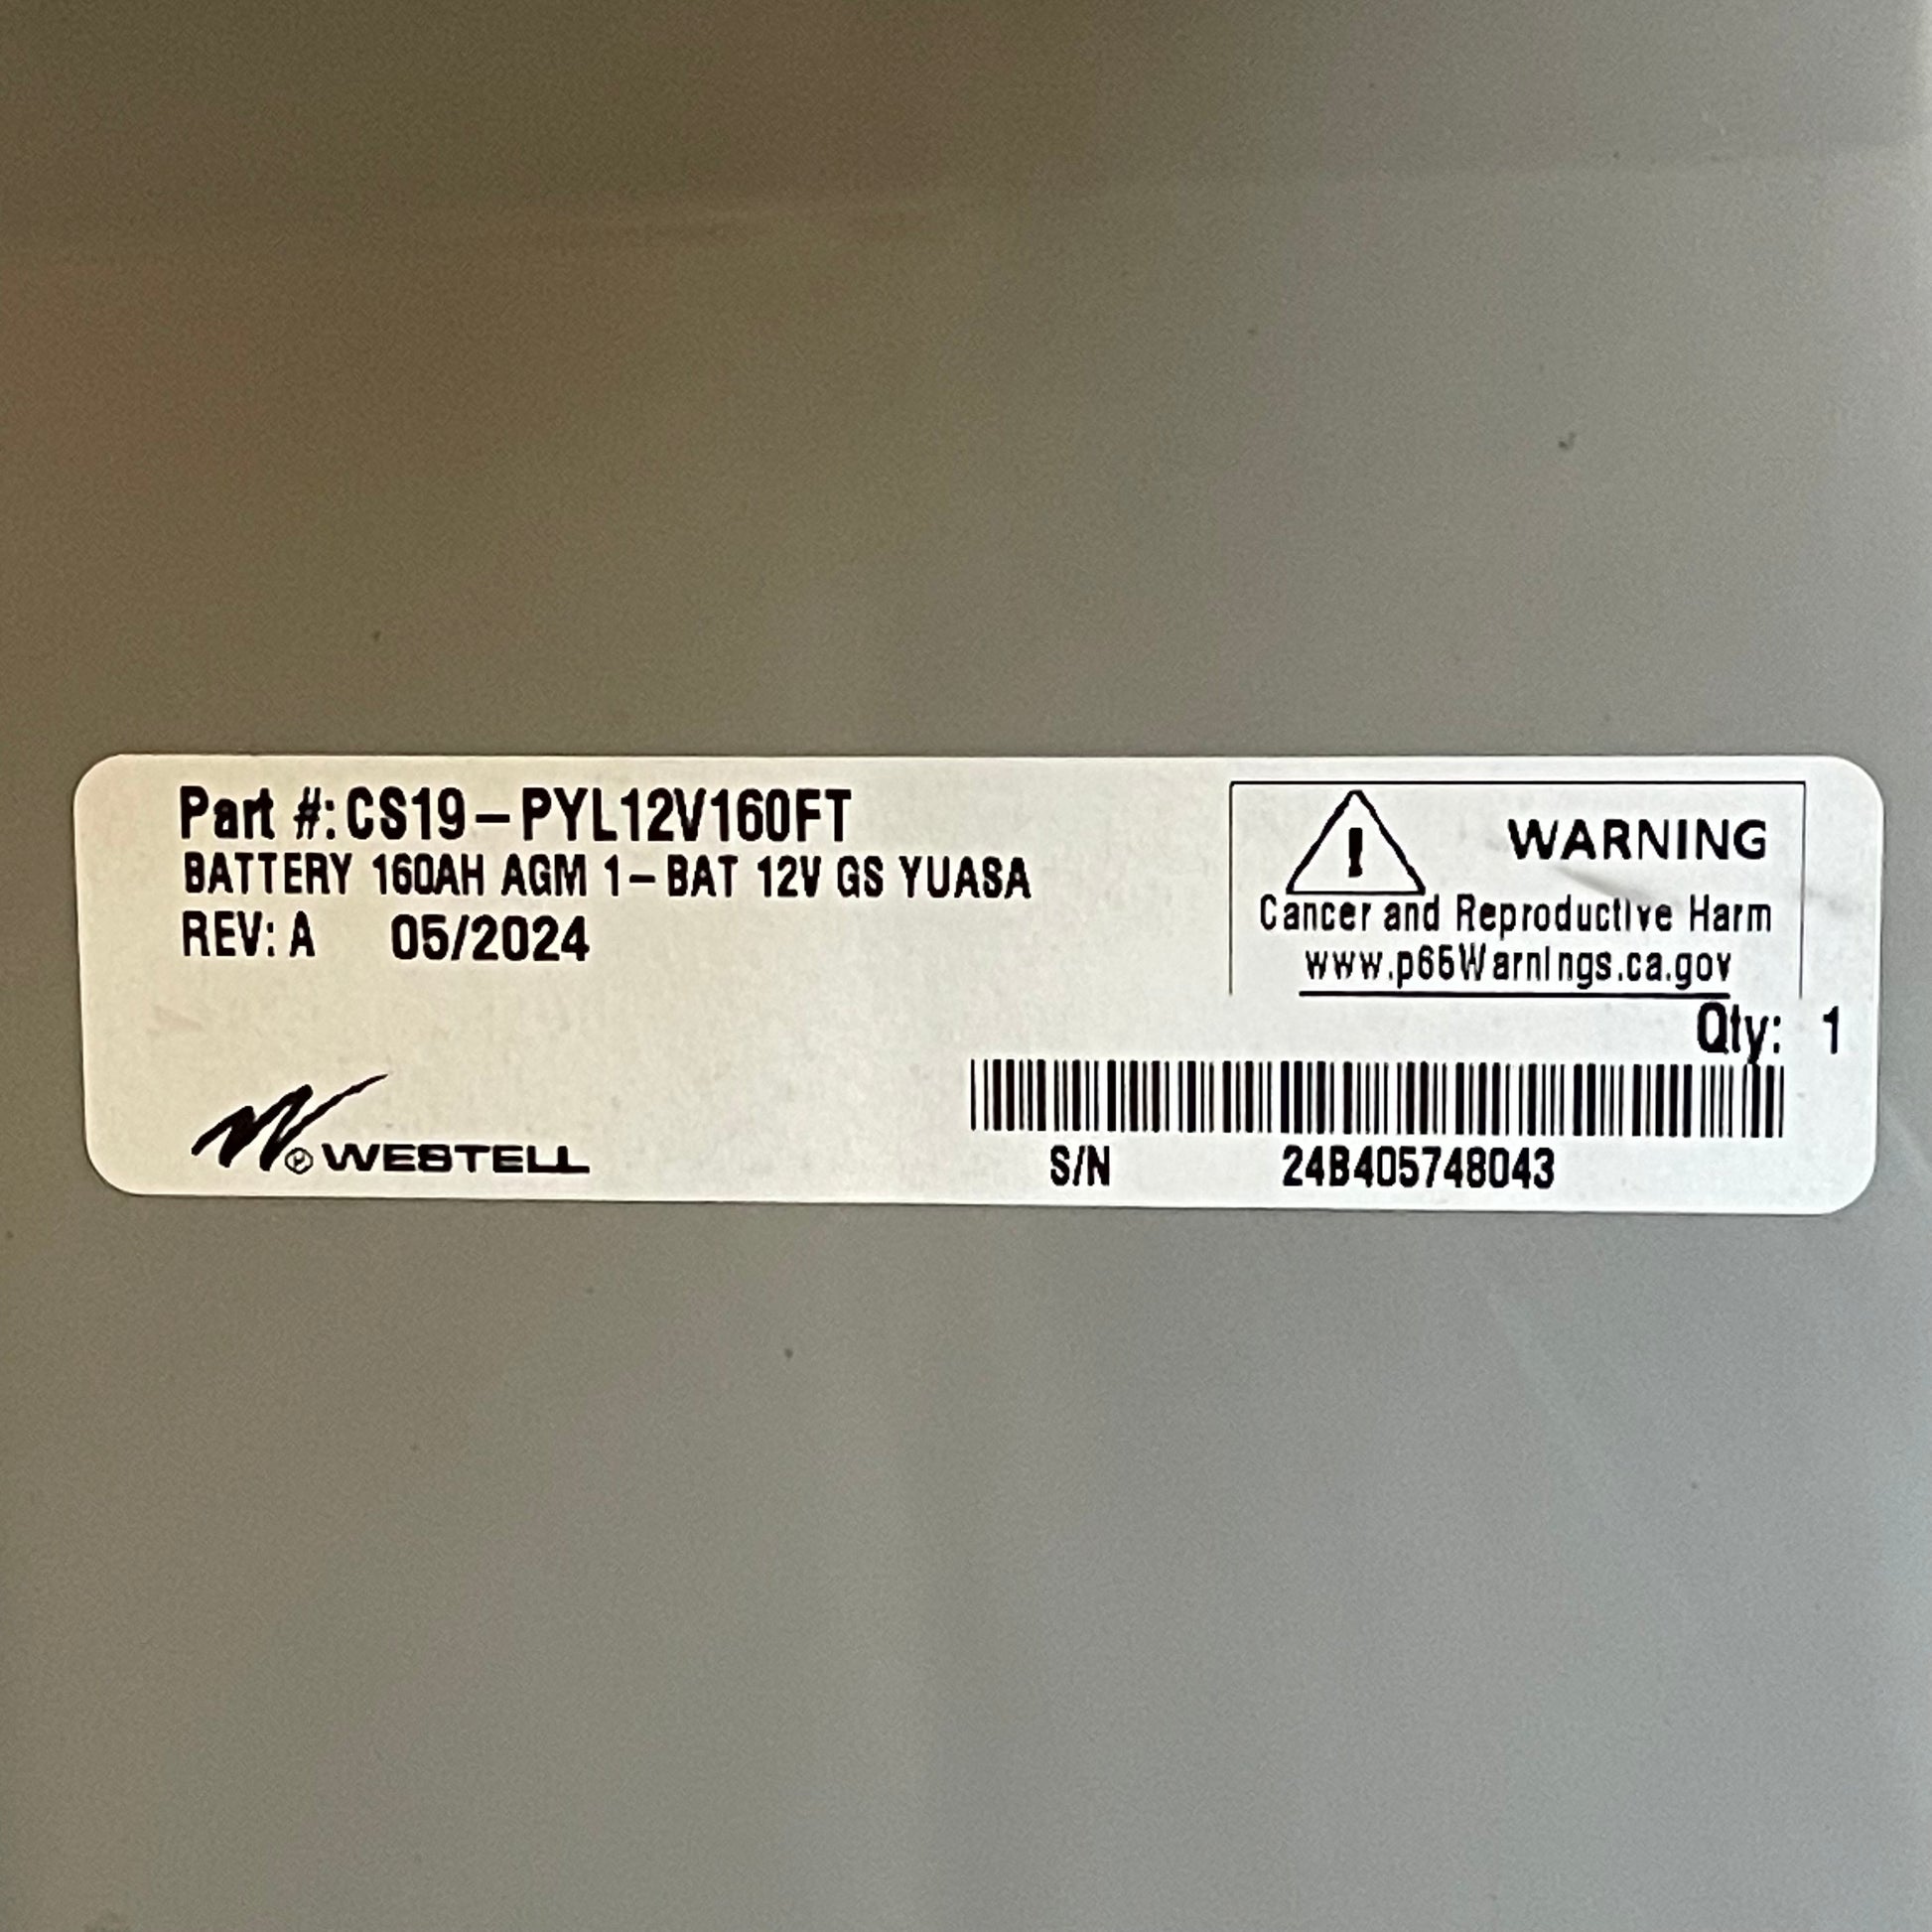 Part #: CS19-PYL12V160FT
BATTERY 160AH AGM 1-BAT 12V GS YUASA
REV: A 05/2024
WARNING
Cancer and Reproductive Harm
www.p65Warnings.ca.gov
Qty: 1
WESTELL
S/N 24B405748043